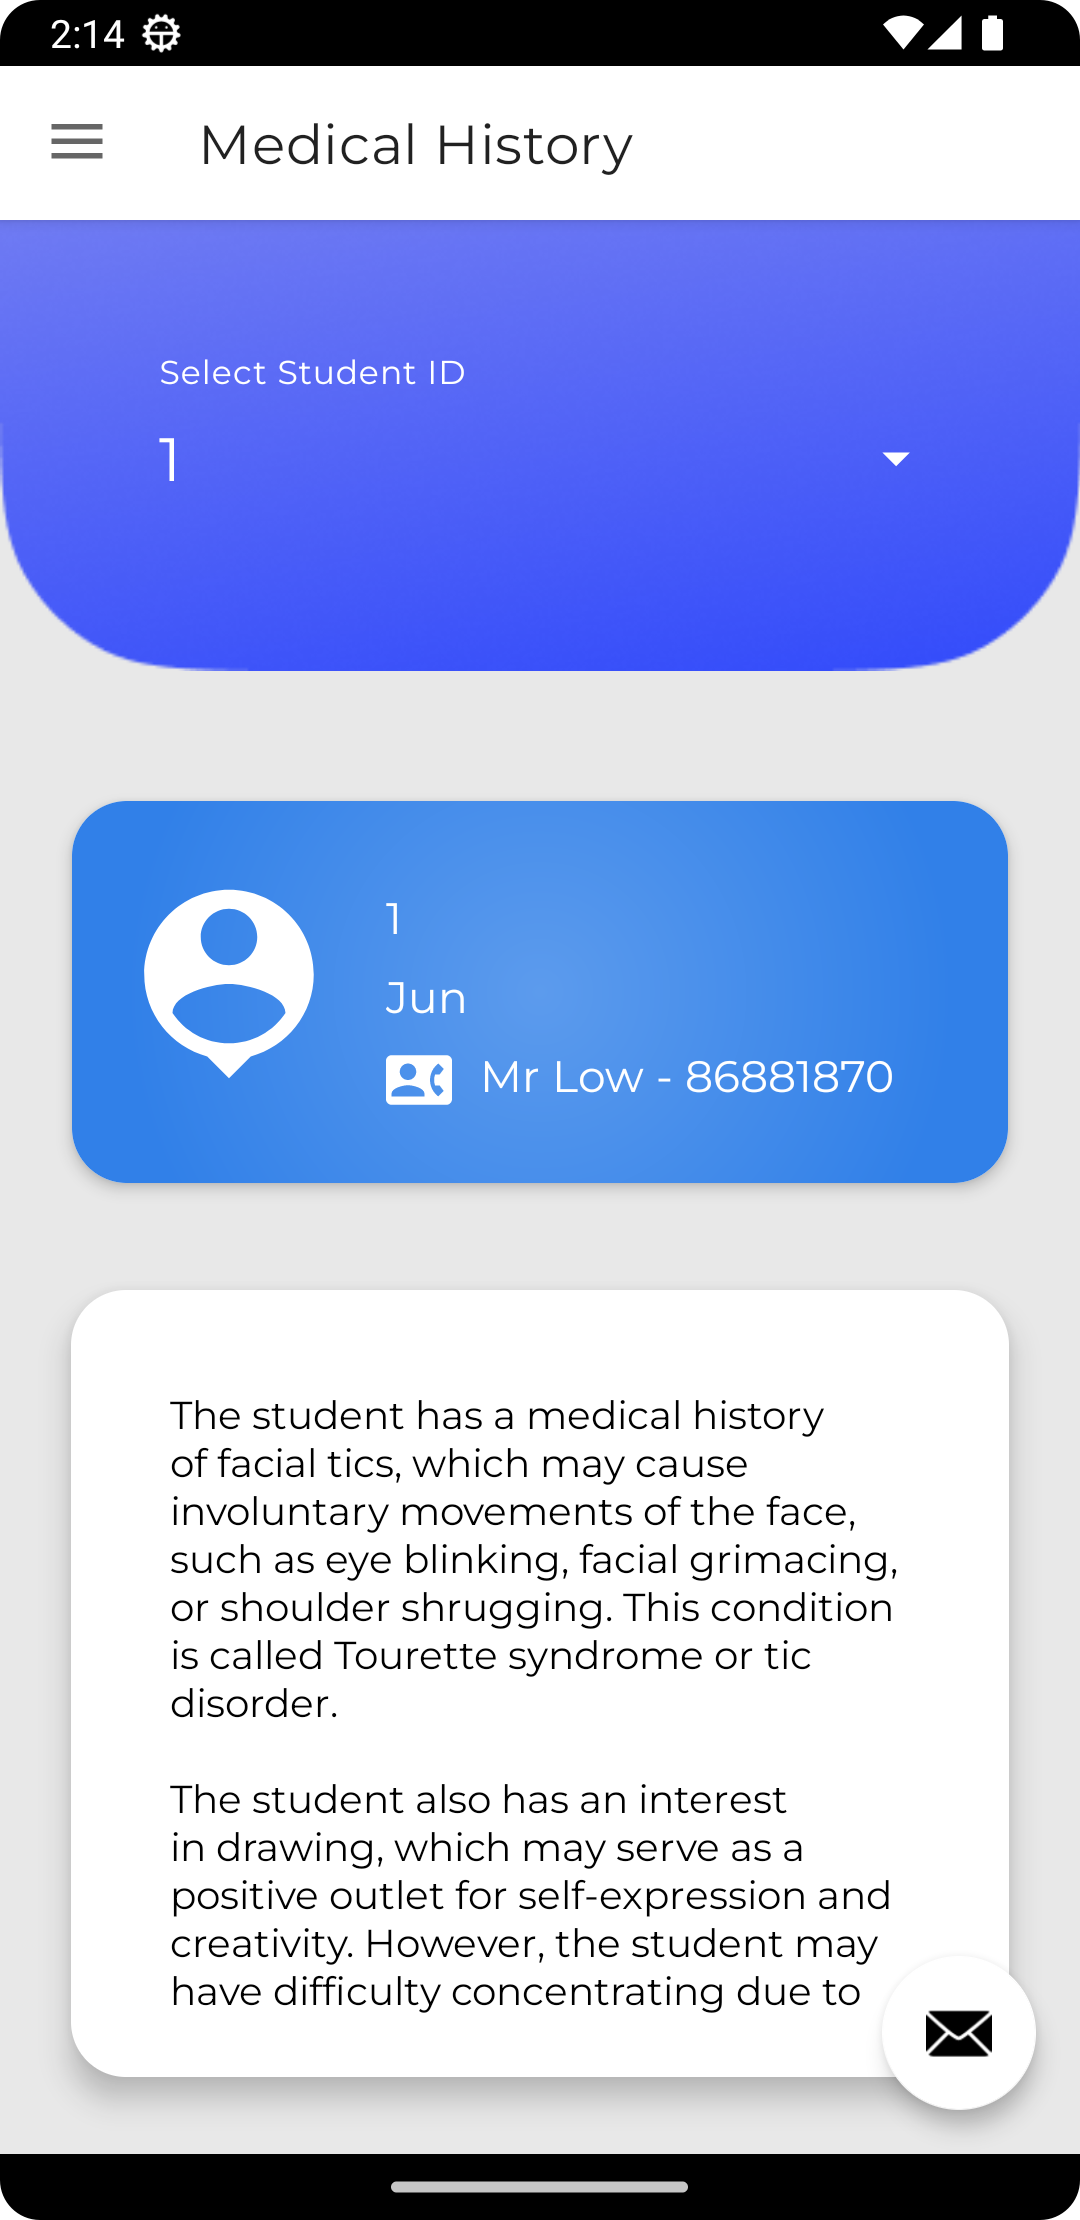 2:14
Medical History
Select Student ID
1
1
Jun
Mr Low - 86881870
The student has a medical history
of facial tics, which may cause
involuntary movements of the face,
such as eye blinking, facial grimacing,
or shoulder shrugging. This condition
is called Tourette syndrome or tic
disorder.
The student also has an interest
in drawing, which may serve as a
positive outlet for self-expression and
creativity. However, the student may
have difficulty concentrating due to